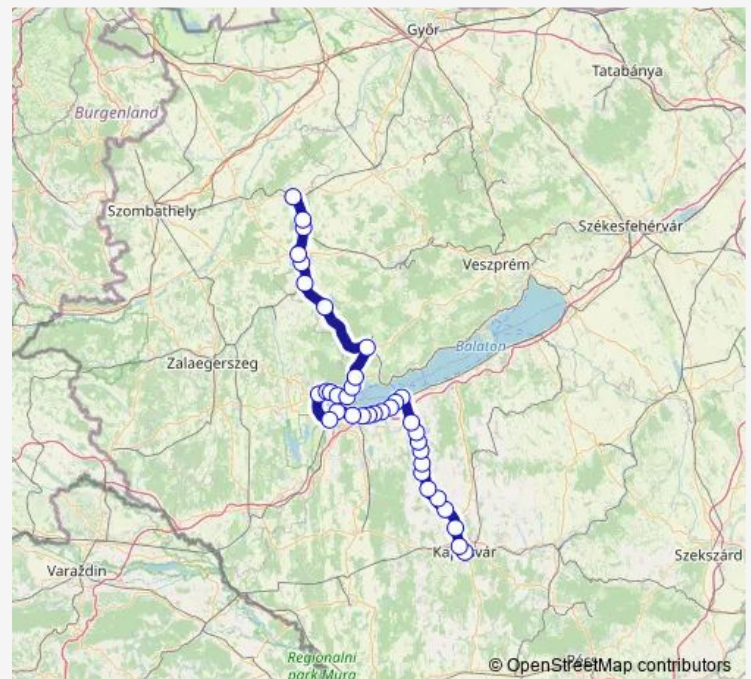 Győr
Tatabánya
Burgenland
Szombathely
Székesfehérvár
Veszprém
Balaton
Zalaegerszeg
Szekszárd
Varaždin
Regionalni
park Mura
© OpenStreetMap contributors